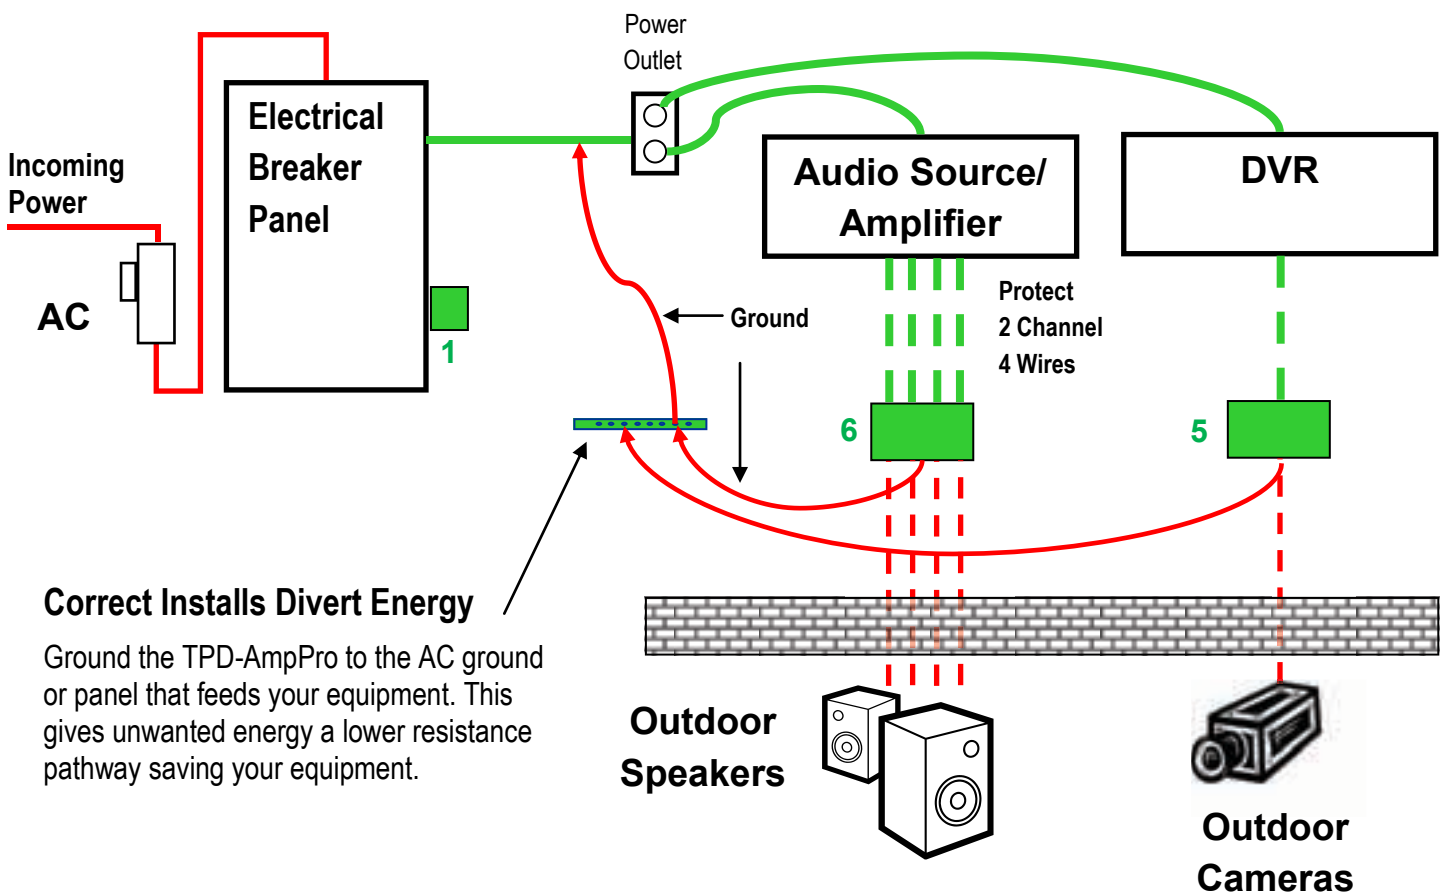 Power
Outlet
Electrical
Breaker
Panel
Incoming
Power
AC
1
Audio Source/
Amplifier
DVR
Protect
2 Channel
4 Wires
Ground
6
5
Correct Installs Divert Energy
Ground the TPD-AmpPro to the AC ground
or panel that feeds your equipment. This
gives unwanted energy a lower resistance
pathway saving your equipment.
Outdoor
Speakers
Outdoor
Cameras